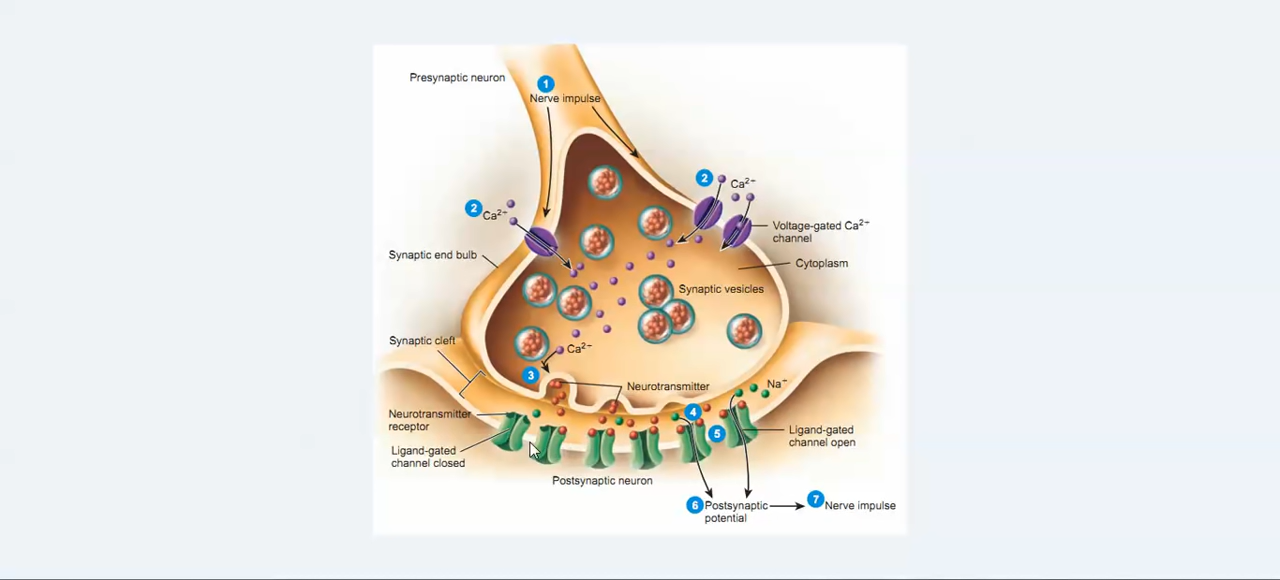 Presynaptic neuron
1
Nerve impulse
2
Ca2+
2
Ca2+
Voltage-gated Ca2+
channel
Synaptic end bulb
Cytoplasm
Synaptic vesicles
Synaptic cleft
Ca2+
3
Neurotransmitter
Na+
Neurotransmitter
receptor
4
5
Ligand-gated
channel open
Ligand-gated
channel closed
Postsynaptic neuron
6 Postsynaptic
potential
7 Nerve impulse